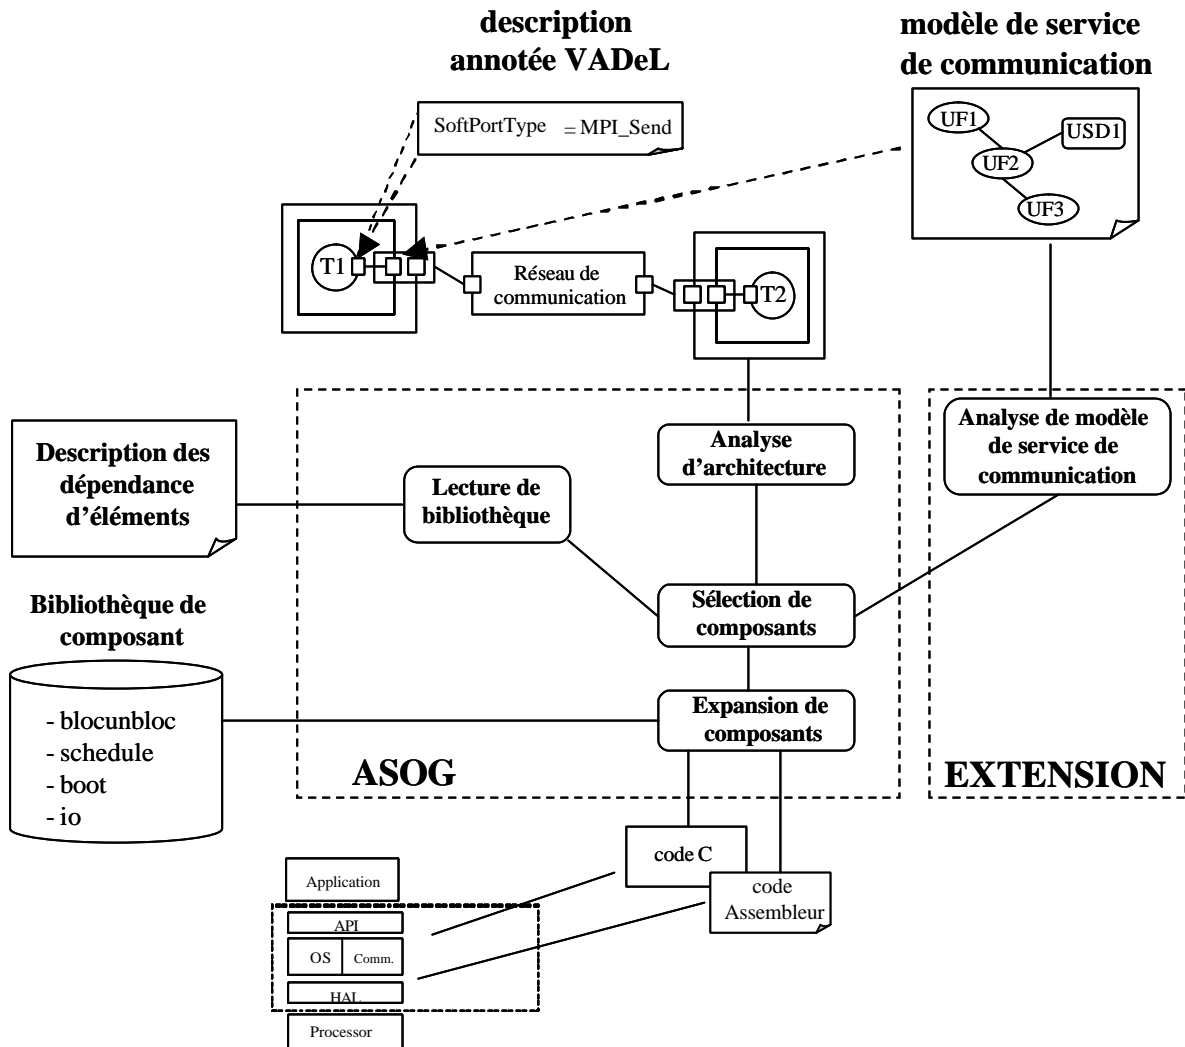 description
annotée VADeL
modèle de service
de communication
SoftPortType = MPI_Send
UF1
USD1
UF2
UF3
T1
Réseau de
communication
T2
Description des
dépendance
d'éléments
Lecture de
bibliothèque
Analyse
d'architecture
Analyse de modèle
de service de
communication
Sélection de
composants
Bibliothèque de
composant
- blocunbloc
- schedule
- boot
- io
Expansion de
composants
ASOG
EXTENSION
code C
code
Assembleur
Application
API
OS
Comm.
HAL
Processor